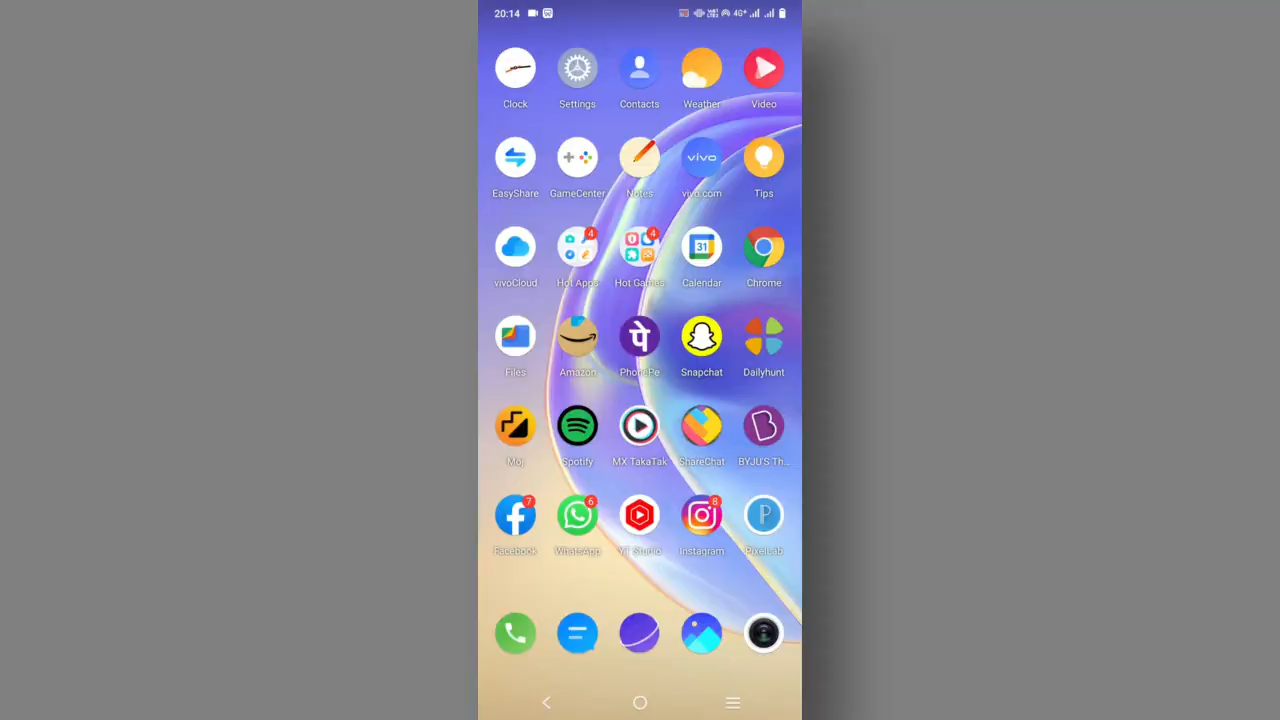 20:14 4G+
Clock Settings Contacts Weather Video
vivo
EasyShare GameCenter Notes vivo.com Tips
4 4 31
vivoCloud Hot Apps Hot Games Calendar Chrome
पे
Files Amazon PhonePe Snapchat Dailyhunt
B
Moj Spotify MX TakaTak ShareChat BYJU'S Th...
7 6 8 P
Facebook WhatsApp YT Studio Instagram PixelLab